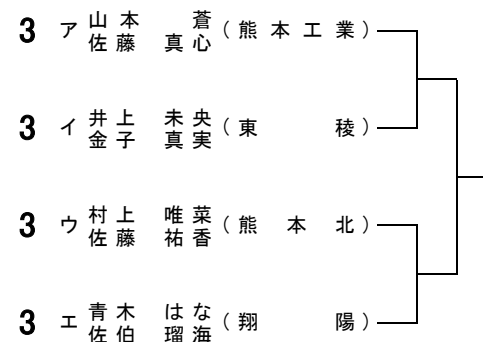 3 ア 山本 蒼 (熊本工業)
佐藤 真心
3 イ 井上 未央 (東稜)
金子 真実
3 ウ 村上 唯菜 (熊本北)
佐藤 祐香
3 エ 青木 はな (翔陽)
佐伯 瑠海